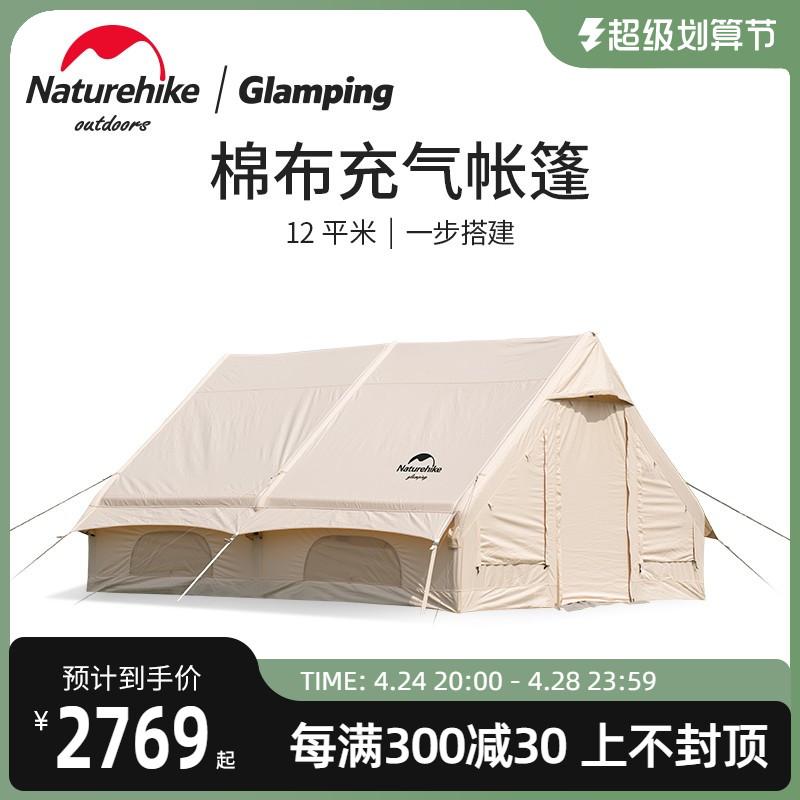 超级划算节
Naturehike
outdoors
Glamping
棉布充气帐篷
12 平米 | 一步搭建
Naturehike
glamping
预计到手价
¥2769起
TIME: 4.24 20:00 - 4.28 23:59
每满300减30 上不封顶